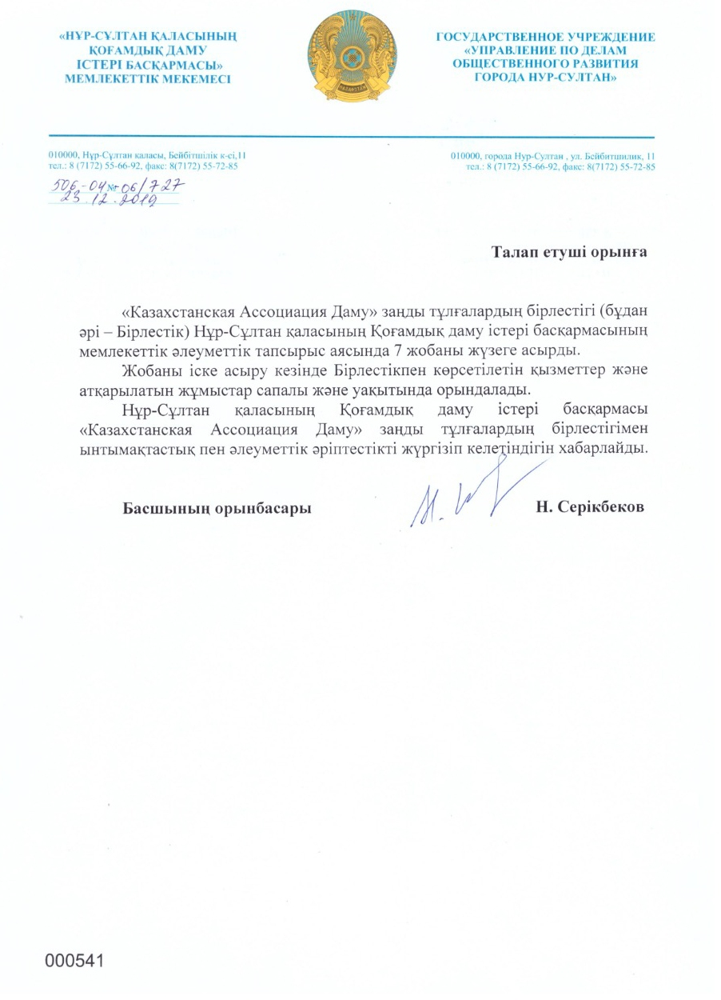 «НҰР-СҰЛТАН ҚАЛАСЫНЫҢ
ҚОҒАМДЫҚ ДАМУ
ІСТЕРІ БАСҚАРМАСЫ»
МЕМЛЕКЕТТІК МЕКЕМЕСІ
ГОСУДАРСТВЕННОЕ УЧРЕЖДЕНИЕ
«УПРАВЛЕНИЕ ПО ДЕЛАМ
ОБЩЕСТВЕННОГО РАЗВИТИЯ
ГОРОДА НУР-СУЛТАН»
010000, Нұр-Сұлтан қаласы, Бейбітшілік к-еі,11
тел.: 8 (7172) 55-66-92, факс: 8(7172) 55-72-85
010000, города Нур-Султан , ул. Бейбитшилик, 11
тел.: 8 (7172) 55-66-92, факс: 8(7172) 55-72-85
506-04 № 06/727
23.12.2019
Талап етуші орынға
«Казахстанская Ассоциация Даму» заңды тұлғалардың бірлестігі (бұдан
әрі – Бірлестік) Нұр-Сұлтан қаласының Қоғамдық даму істері басқармасының
мемлекеттік әлеуметтік тапсырыс аясында 7 жобаны жүзеге асырды.
Жобаны іске асыру кезінде Бірлестікпен көрсетілетін қызметтер және
атқарылатын жұмыстар сапалы және уақытында орындалады.
Нұр-Сұлтан қаласының Қоғамдық даму істері басқармасы
«Казахстанская Ассоциация Даму» заңды тұлғалардың бірлестігімен
ынтымақтастық пен әлеуметтік әріптестікті жүргізіп келетіндігін хабарлайды.
Басшының орынбасары Н. Серікбеков
000541